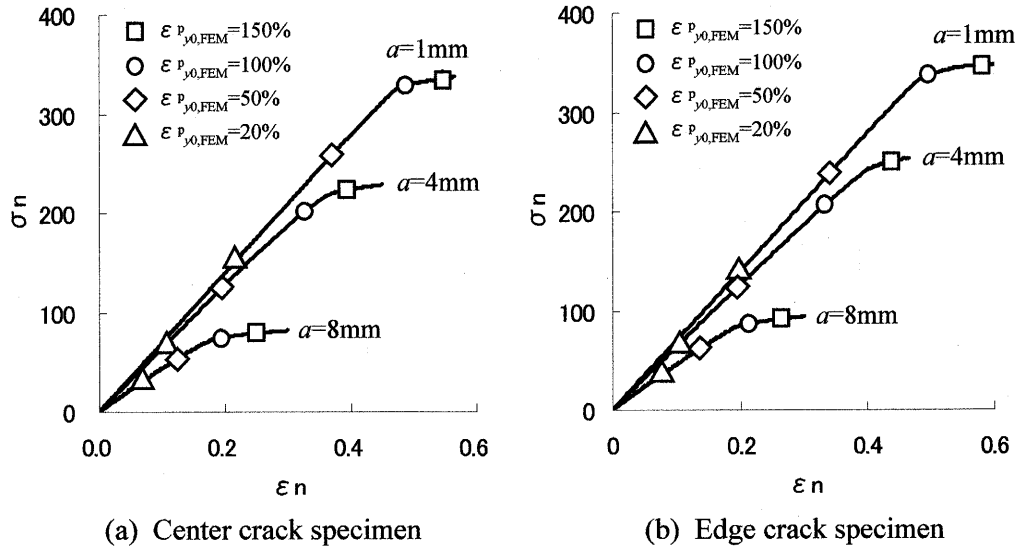 400
300
200
100
0
σn
ε p y0,FEM=150%
ε p y0,FEM=100%
ε p y0,FEM=50%
ε p y0,FEM=20%
a=1mm
a=4mm
a=8mm
0.0 0.2 0.4 0.6
εn
(a) Center crack specimen
400
300
200
100
0
σn
ε p y0,FEM=150%
ε p y0,FEM=100%
ε p y0,FEM=50%
ε p y0,FEM=20%
a=1mm
a=4mm
a=8mm
0 0.2 0.4 0.6
εn
(b) Edge crack specimen